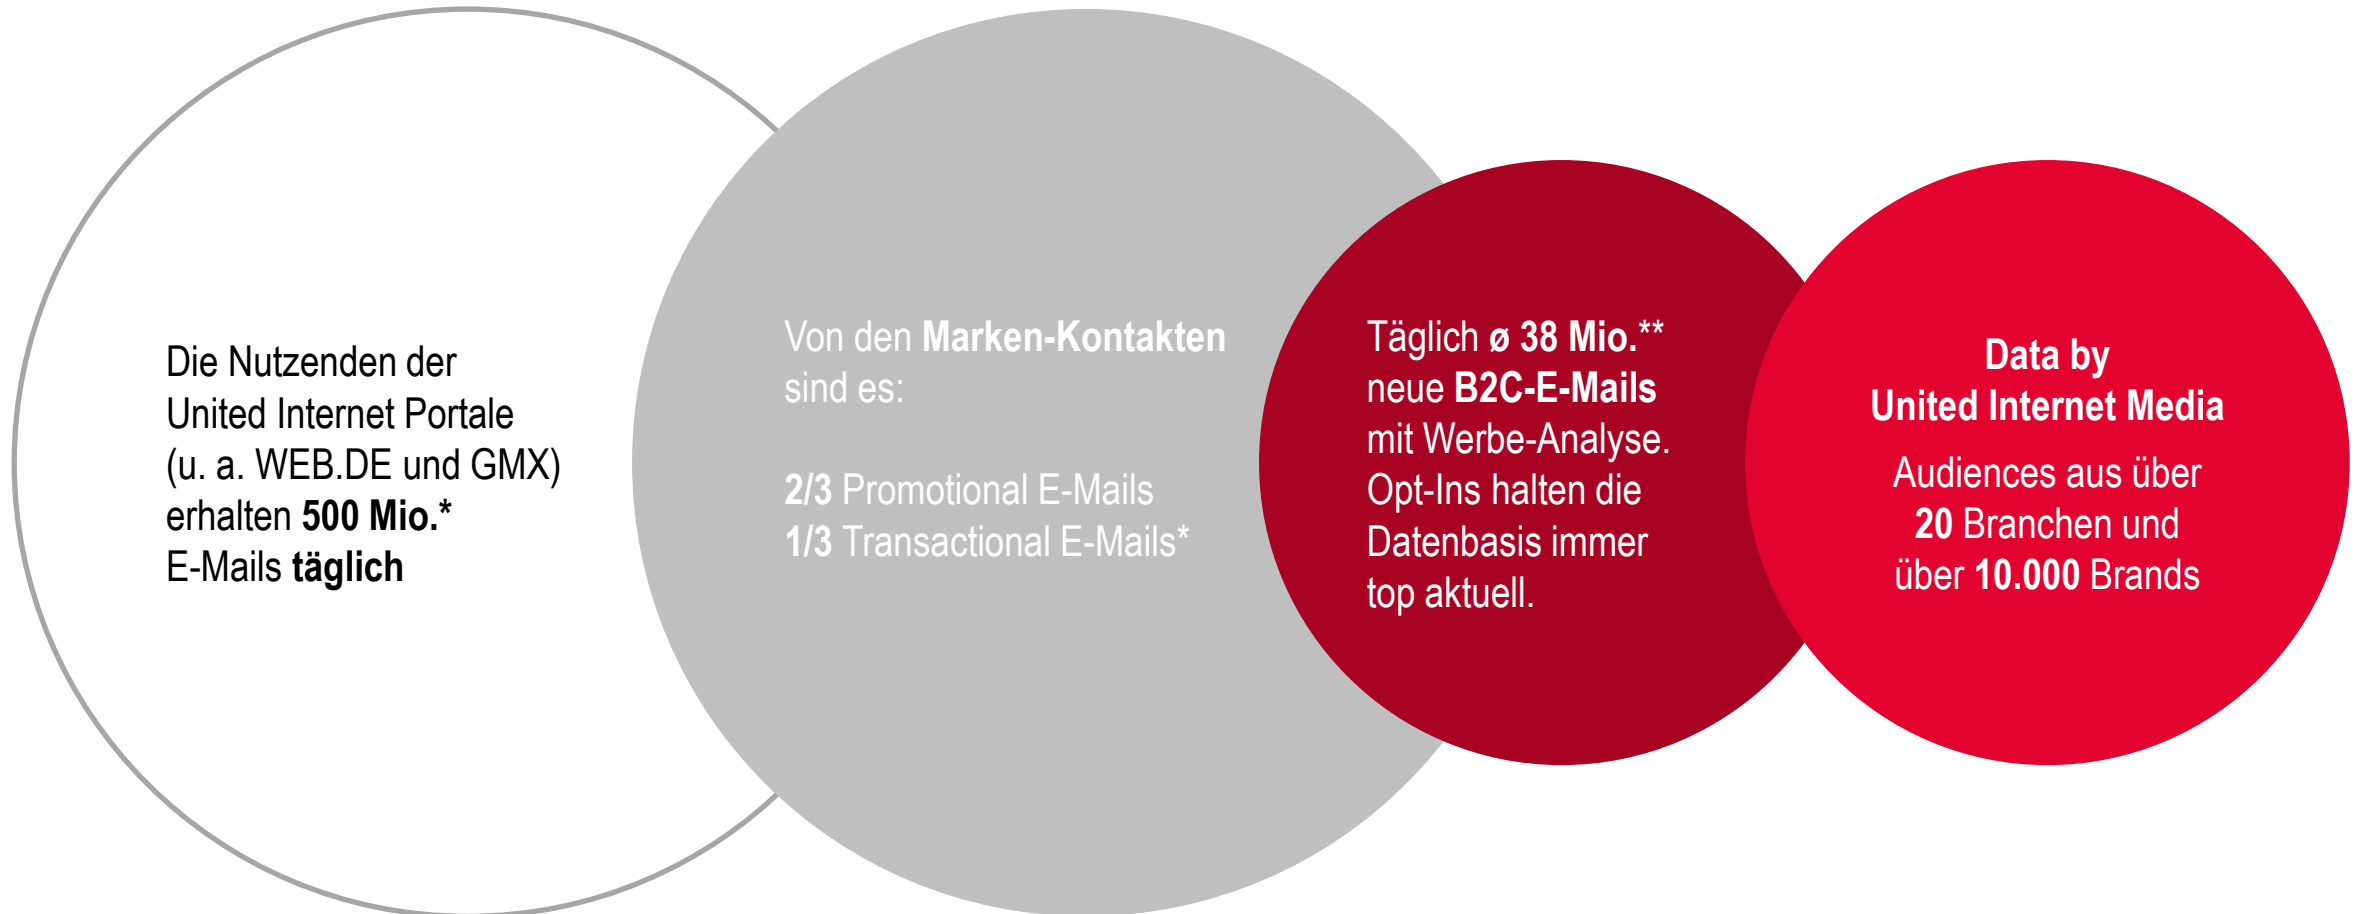 Die Nutzenden der
United Internet Portale
(u. a. WEB.DE und GMX)
erhalten 500 Mio.*
E-Mails täglich
Von den Marken-Kontakten
sind es:
2/3 Promotional E-Mails
1/3 Transactional E-Mails*
Täglich ø 38 Mio.**
neue B2C-E-Mails
mit Werbe-Analyse.
Opt-Ins halten die
Datenbasis immer
top aktuell.
Data by
United Internet Media
Audiences aus über
20 Branchen und
über 10.000 Brands